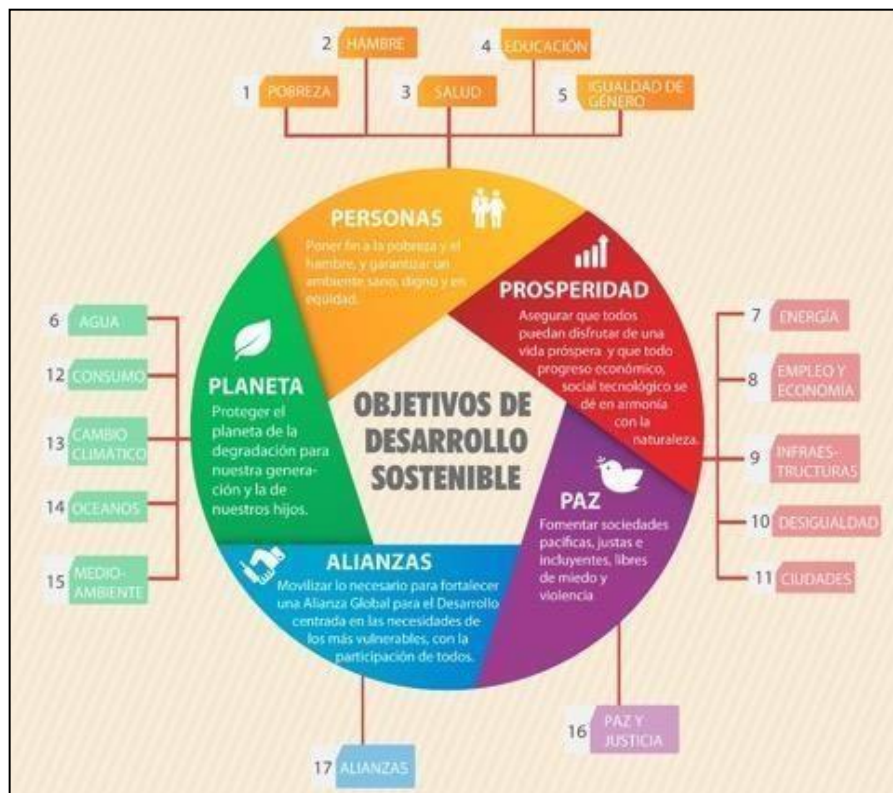 2 HAMBRE
4 EDUCACIÓN
1 POBREZA
3 SALUD
5 IGUALDAD DE
GÉNERO
PERSONAS
Poner fin a la pobreza y el
hambre, y garantizar un
ambiente sano, digno y en
equidad.
PROSPERIDAD
Asegurar que todos
puedan disfrutar de una
vida próspera y que todo
progreso económico,
social tecnológico se
dé en armonía
con la
naturaleza.
6 AGUA
12 CONSUMO
13 CAMBIO
CLIMÁTICO
14 OCEANOS
15 MEDIO-
AMBIENTE
PLANETA
Proteger el
planeta de la
degradación para
nuestra genera-
ción y la de
nuestros hijos.
OBJETIVOS DE
DESARROLLO
SOSTENIBLE
7 ENERGÍA
8 EMPLEO Y
ECONOMÍA
9 INFRAES-
TRUCTURAS
10 DESIGUALDAD
11 CIUDADES
PAZ
Fomentar sociedades
pacíficas, justas e
incluyentes, libres
de miedo y
violencia
ALIANZAS
Movilizar lo necesario para fortalecer
una Alianza Global para el Desarrollo
centrada en las necesidades de
los más vulnerables, con la
participación de todos.
16 PAZ Y
JUSTICIA
17 ALIANZAS